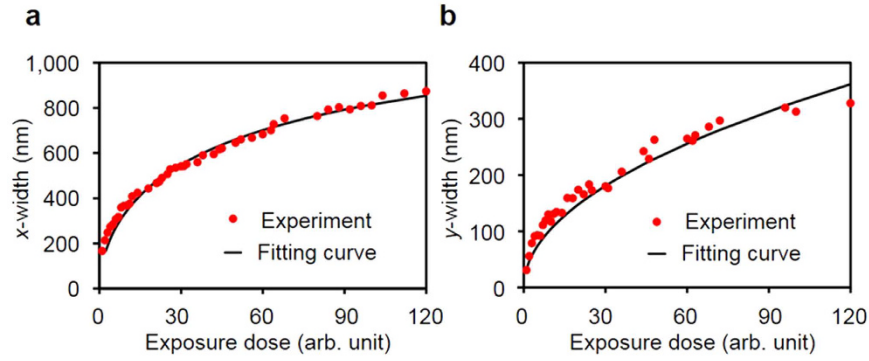 a
1,000
800
600
400
200
0
x-width (nm)
Experiment
Fitting curve
0 30 60 90 120
Exposure dose (arb. unit)
b
400
300
200
100
0
y-width (nm)
Experiment
Fitting curve
0 30 60 90 120
Exposure dose (arb. unit)